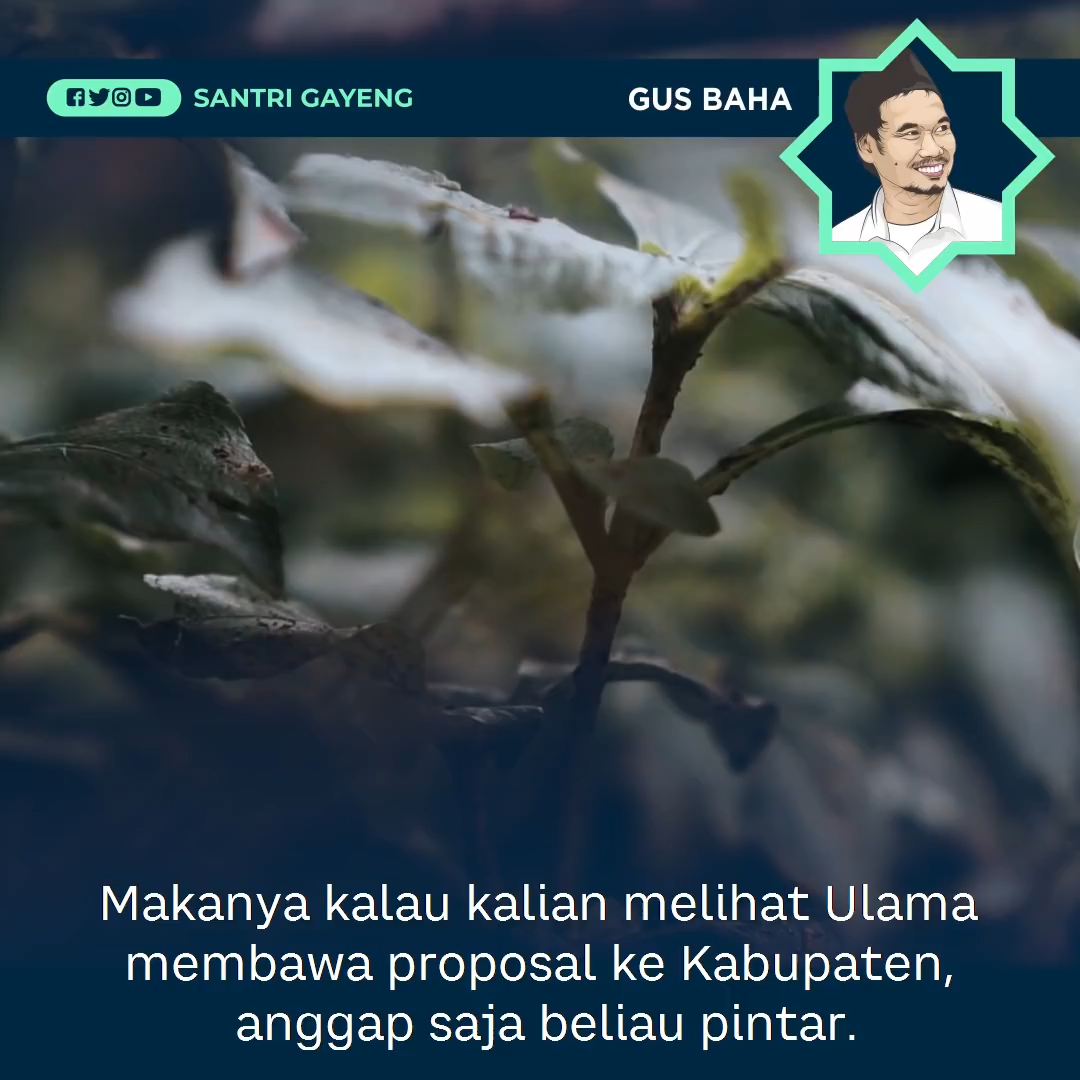 SANTRI GAYENG
GUS BAHA
Makanya kalau kalian melihat Ulama
membawa proposal ke Kabupaten,
anggap saja beliau pintar.